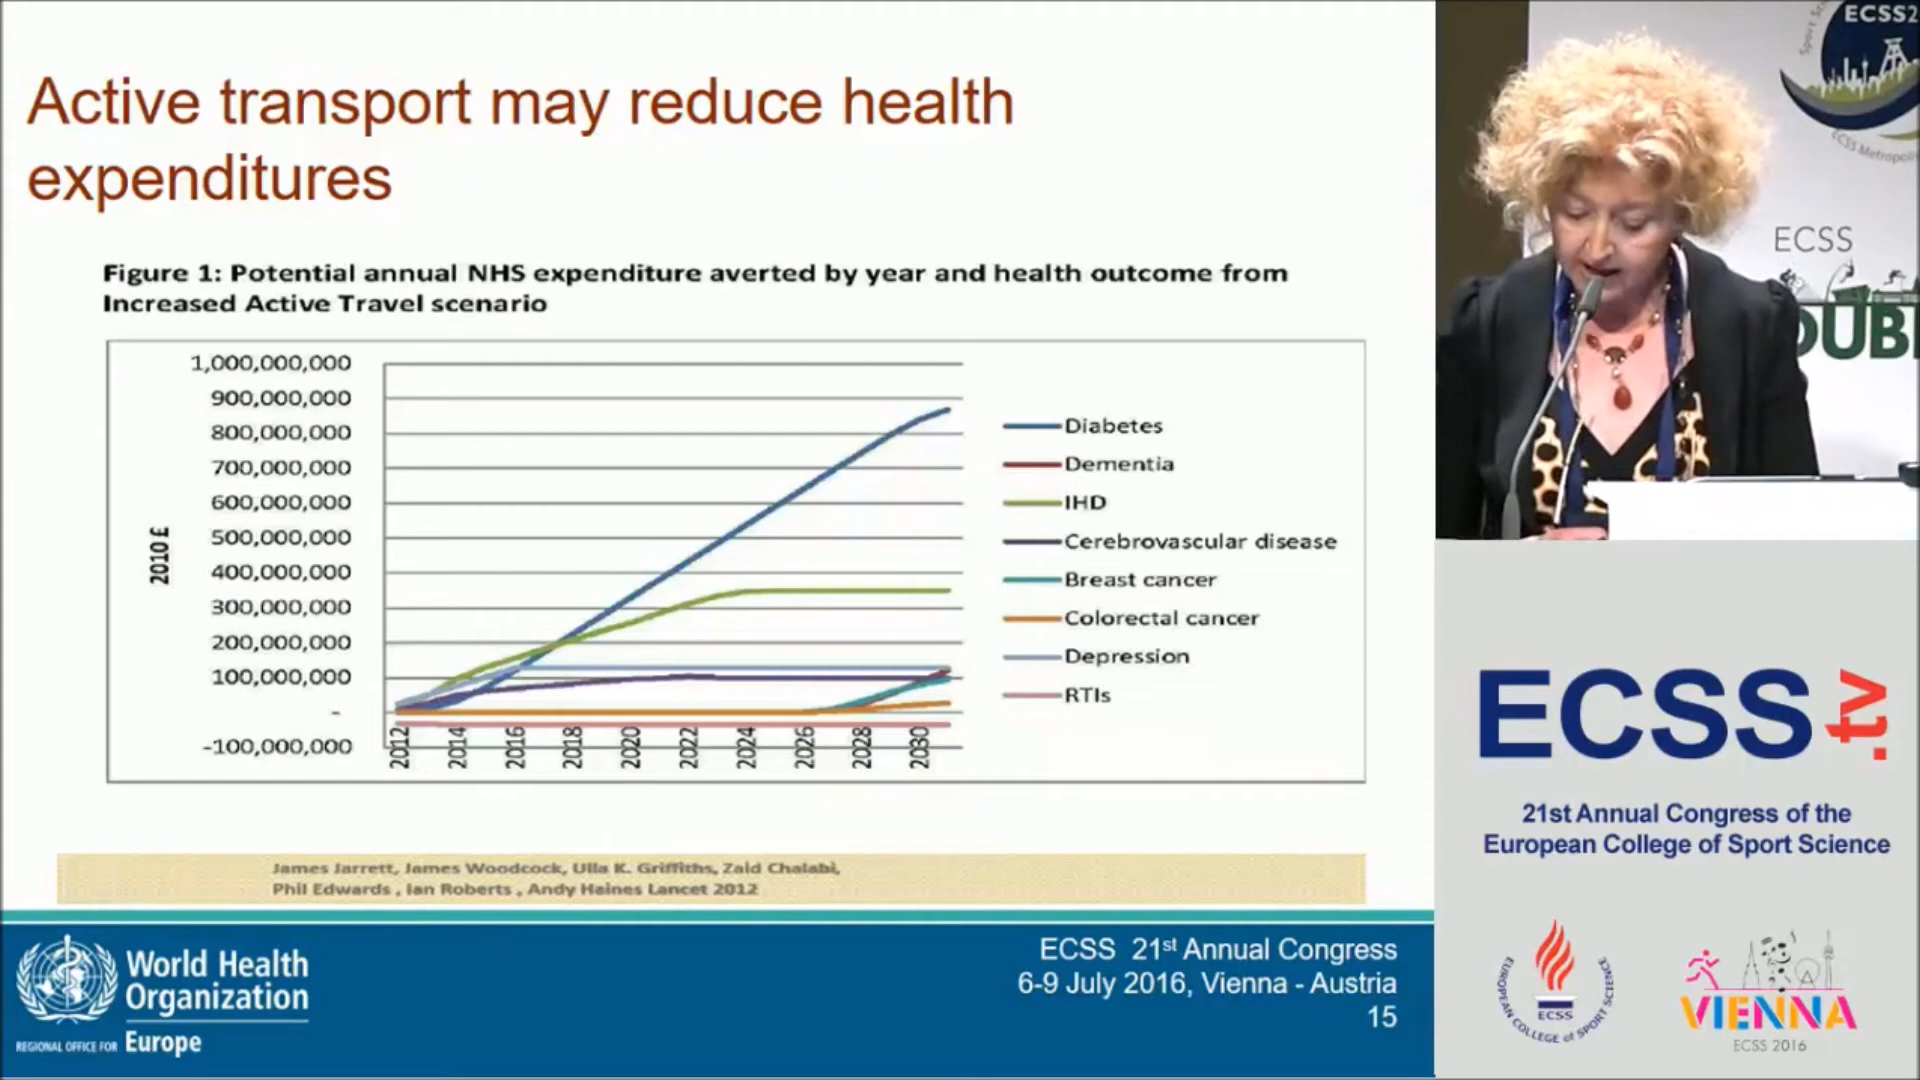 Active transport may reduce health
expenditures
Figure 1: Potential annual NHS expenditure averted by year and health outcome from
Increased Active Travel scenario
1,000,000,000
900,000,000
800,000,000
700,000,000
600,000,000
500,000,000
400,000,000
300,000,000
200,000,000
100,000,000
-
-100,000,000
2010 £
2012
2014
2016
2018
2020
2022
2024
2026
2028
2030
Diabetes
Dementia
IHD
Cerebrovascular disease
Breast cancer
Colorectal cancer
Depression
RTIs
James Jarrett, James Woodcock, Ulla K. Griffiths, Zaid Chalabi,
Phil Edwards , Ian Roberts , Andy Haines Lancet 2012
World Health
Organization
REGIONAL OFFICE FOR Europe
ECSS 21st Annual Congress
6-9 July 2016, Vienna - Austria
15
ECSS2
ECSS Metropoli
ECSS
DUBL
ECSS.tv
21st Annual Congress of the
European College of Sport Science
EUROPEAN COLLEGE of SPORT SCIENCE
ECSS
VIENNA
ECSS 2016